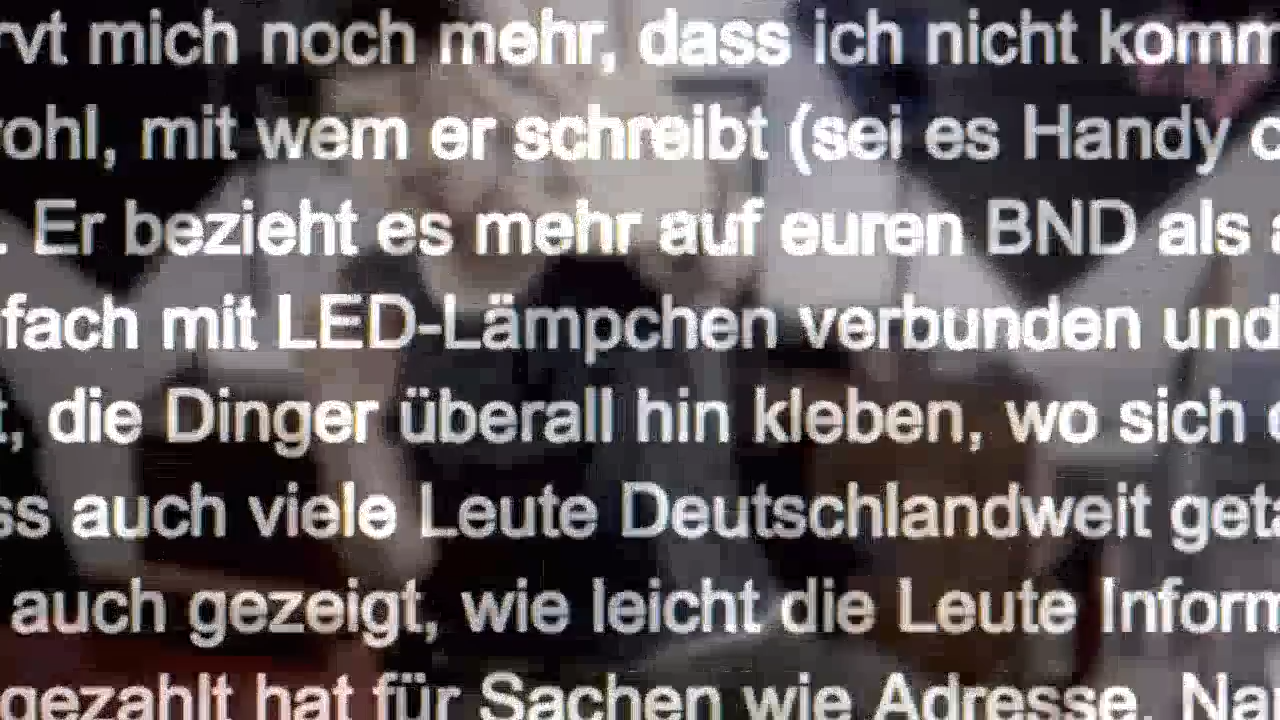 rvt mich noch mehr, dass ich nicht komm
ohl, mit wem er schreibt (sei es Handy
. Er bezieht es mehr auf euren BND als a
fach mit LED-Lämpchen verbunden und
t, die Dinger überall hin kleben, wo sich
ss auch viele Leute Deutschlandweit geta
auch gezeigt, wie leicht die Leute Inform
gezahlt hat für Sachen wie Adresse, Na